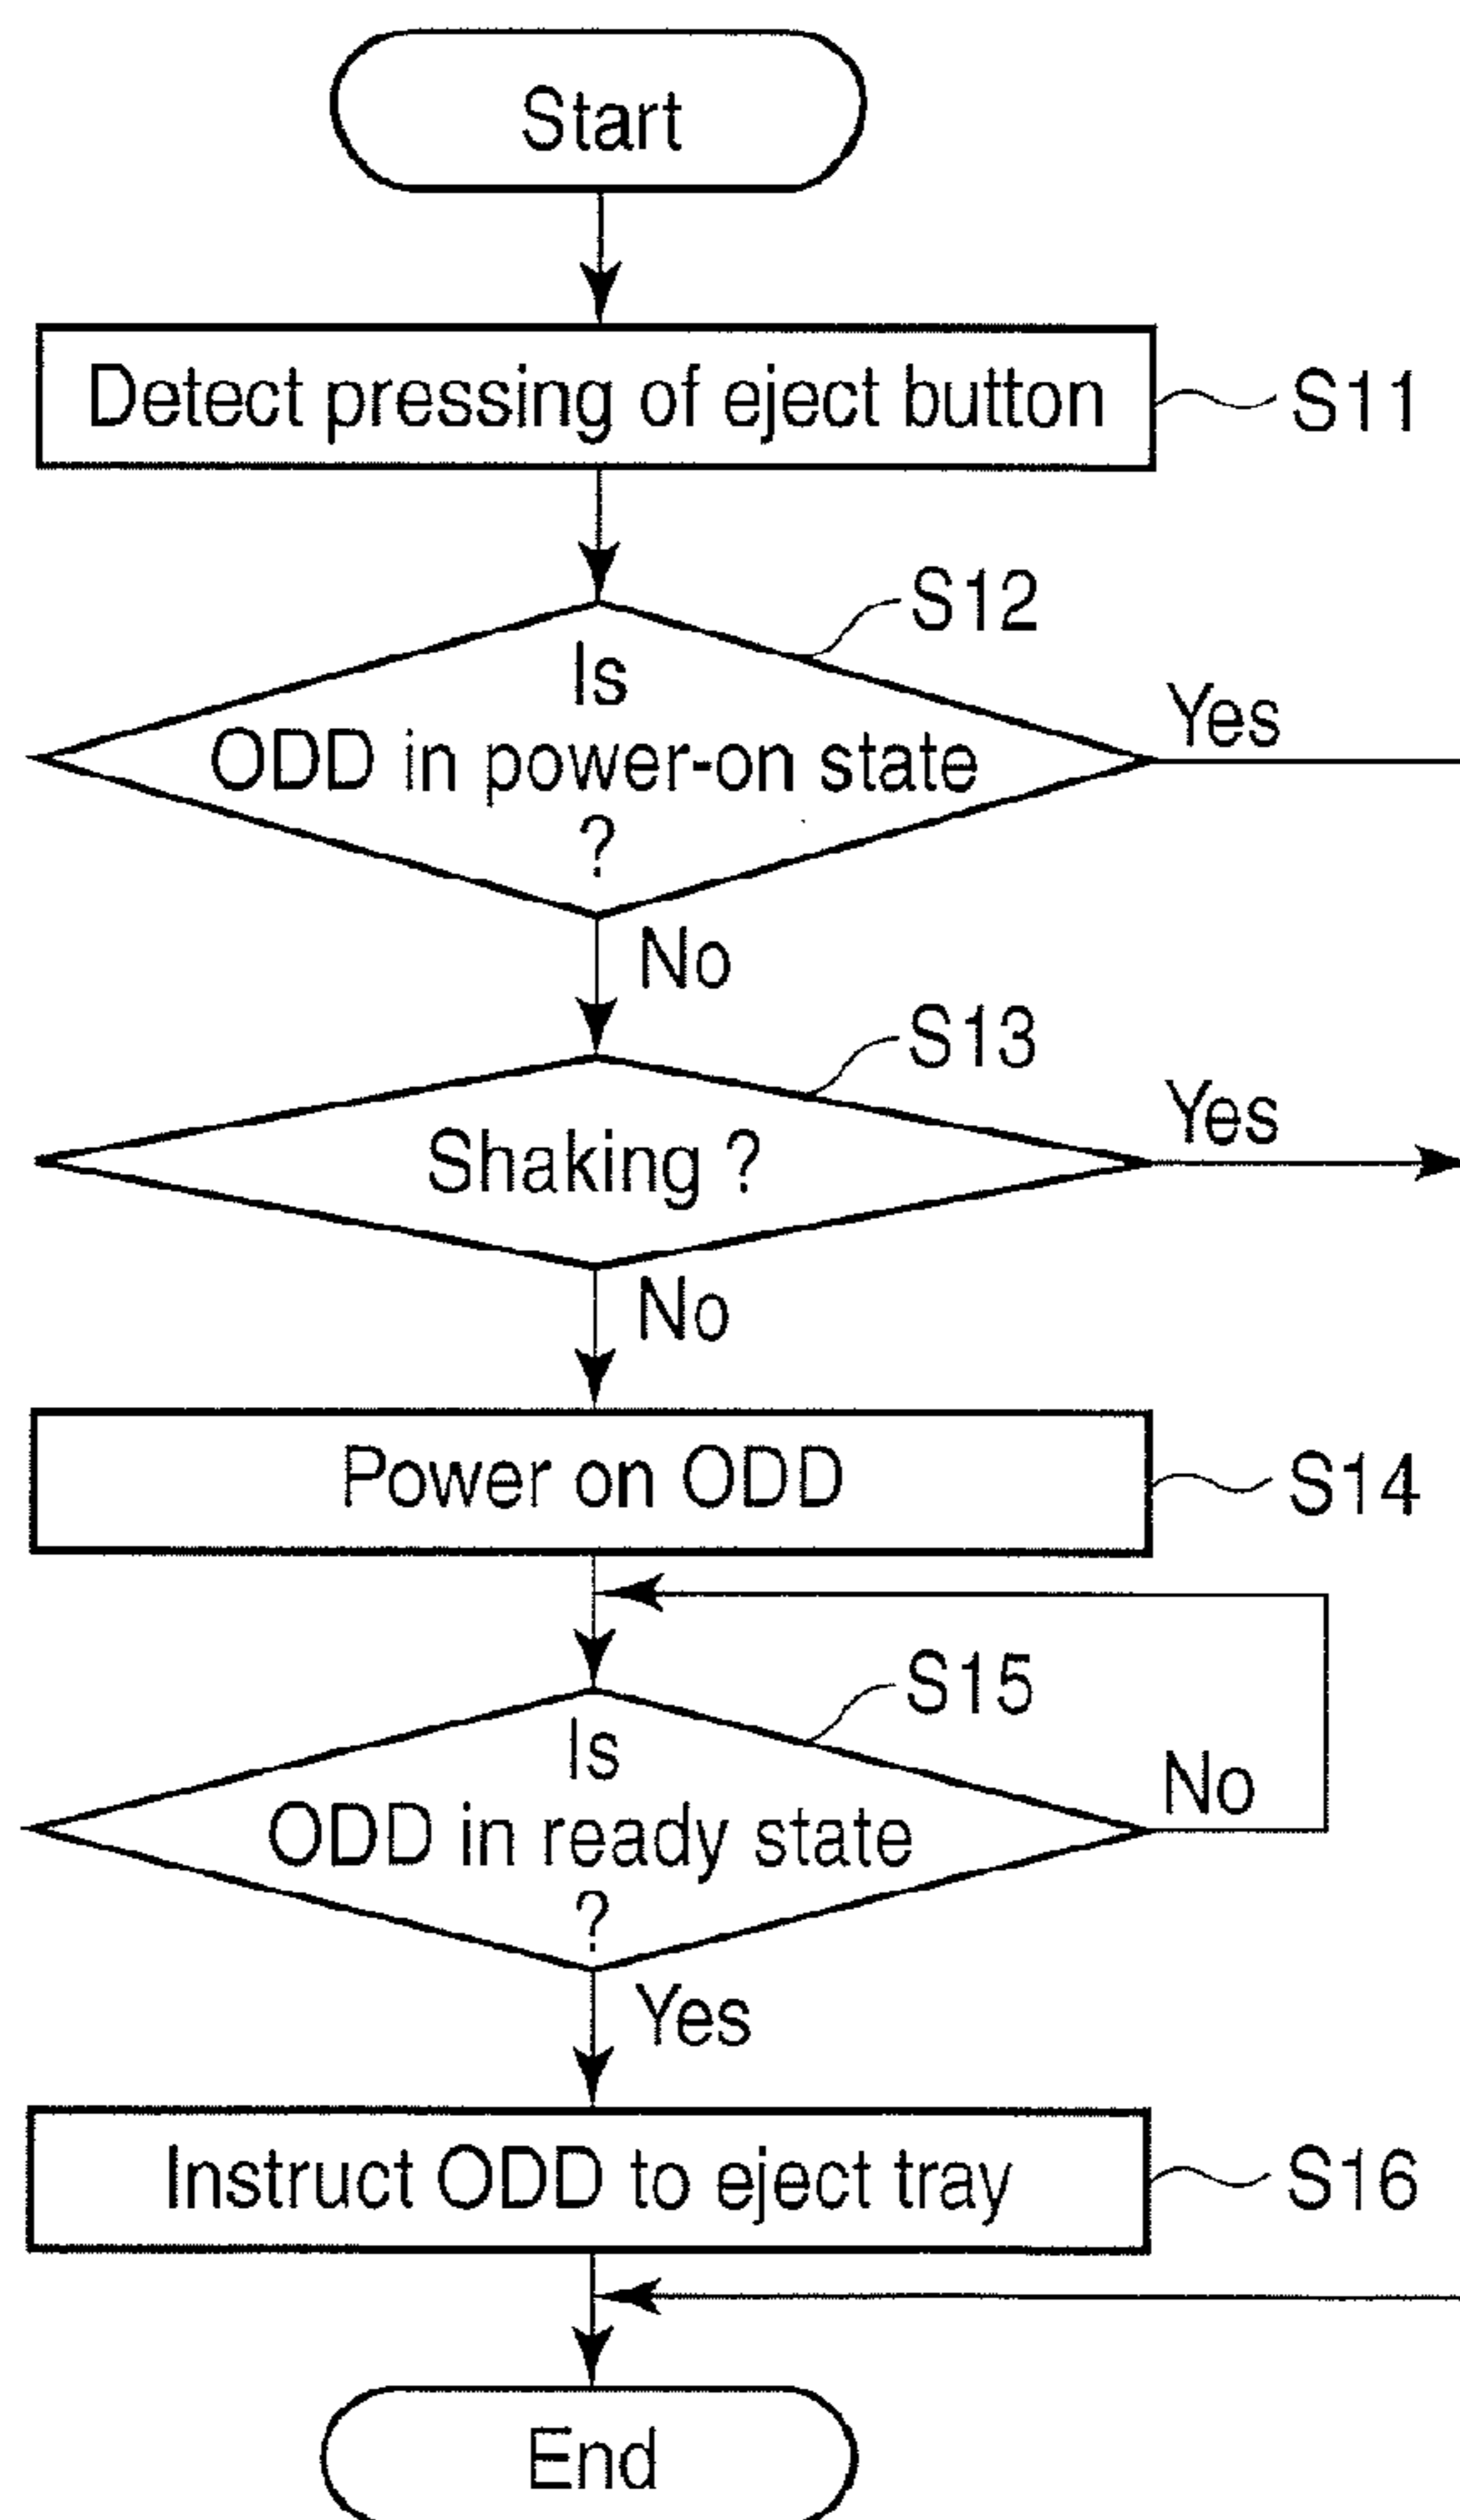 Start
Detect pressing of eject button
S11
S12
Is
ODD in power-on state
?
Yes
No
S13
Shaking ?
Yes
No
Power on ODD
S14
S15
Is
ODD in ready state
?
No
Yes
Instruct ODD to eject tray
S16
End